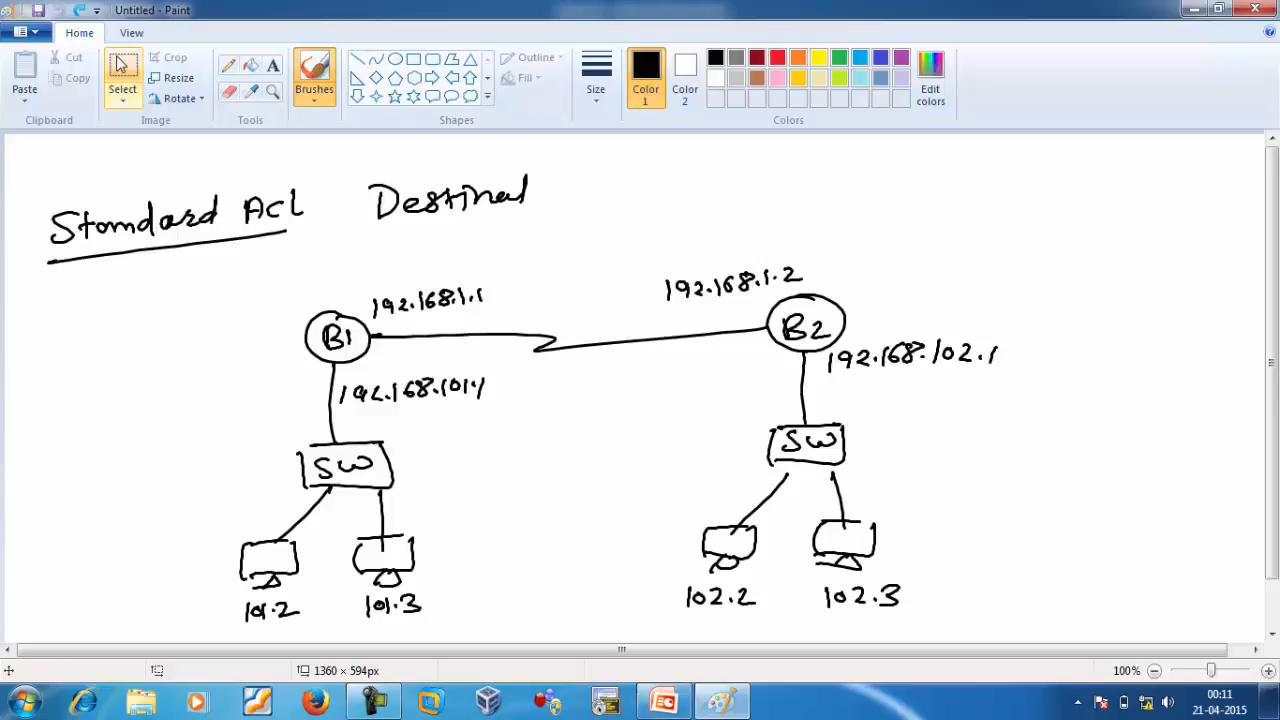 Untitled - Paint
Home View
Paste Cut Copy
Select Crop Resize Rotate
Brushes
Outline Fill
Size
Color 1
Color 2
Edit colors
Clipboard Image Tools Shapes Colors
Stomdard Acl Destinat
192.168.1.1 192.168.1.2
B1 B2
192.168.102.1
192.168.101.1
SW SW
101.2 101.3 102.2 102.3
1360 × 594px 100%
00:11
21-04-2015